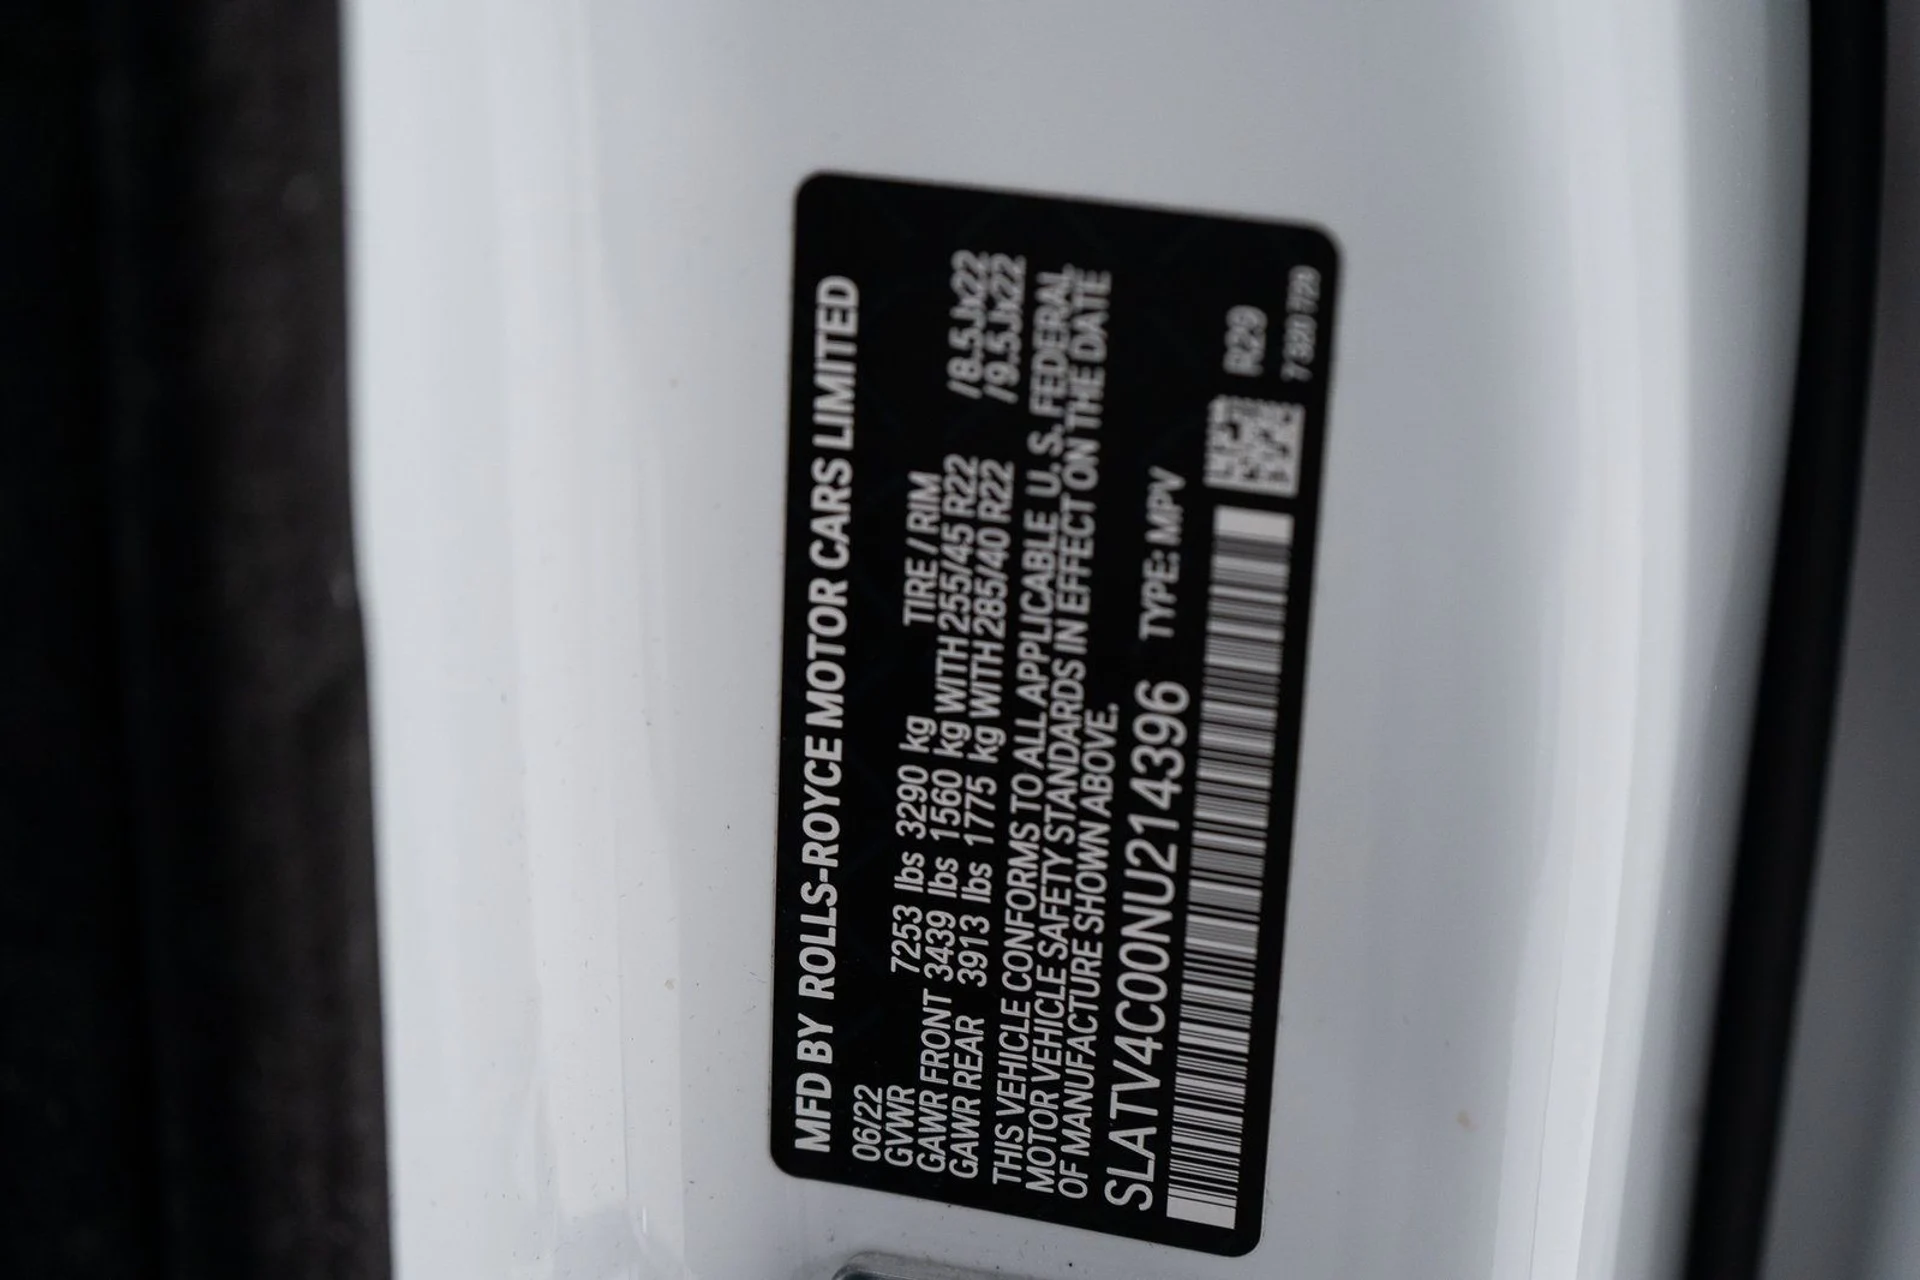 MFD BY ROLLS-ROYCE MOTOR CARS LIMITED
06/22
GVWR 7253 lbs 3290 kg TIRE / RIM
GAWR FRONT 3439 lbs 1560 kg WITH 255/45 R22 /8.5Jx22
GAWR REAR 3913 lbs 1775 kg WITH 285/40 R22 /9.5Jx22
THIS VEHICLE CONFORMS TO ALL APPLICABLE U. S. FEDERAL
MOTOR VEHICLE SAFETY STANDARDS IN EFFECT ON THE DATE
OF MANUFACTURE SHOWN ABOVE.
SLATV4C00NU214396 TYPE: MPV
R29